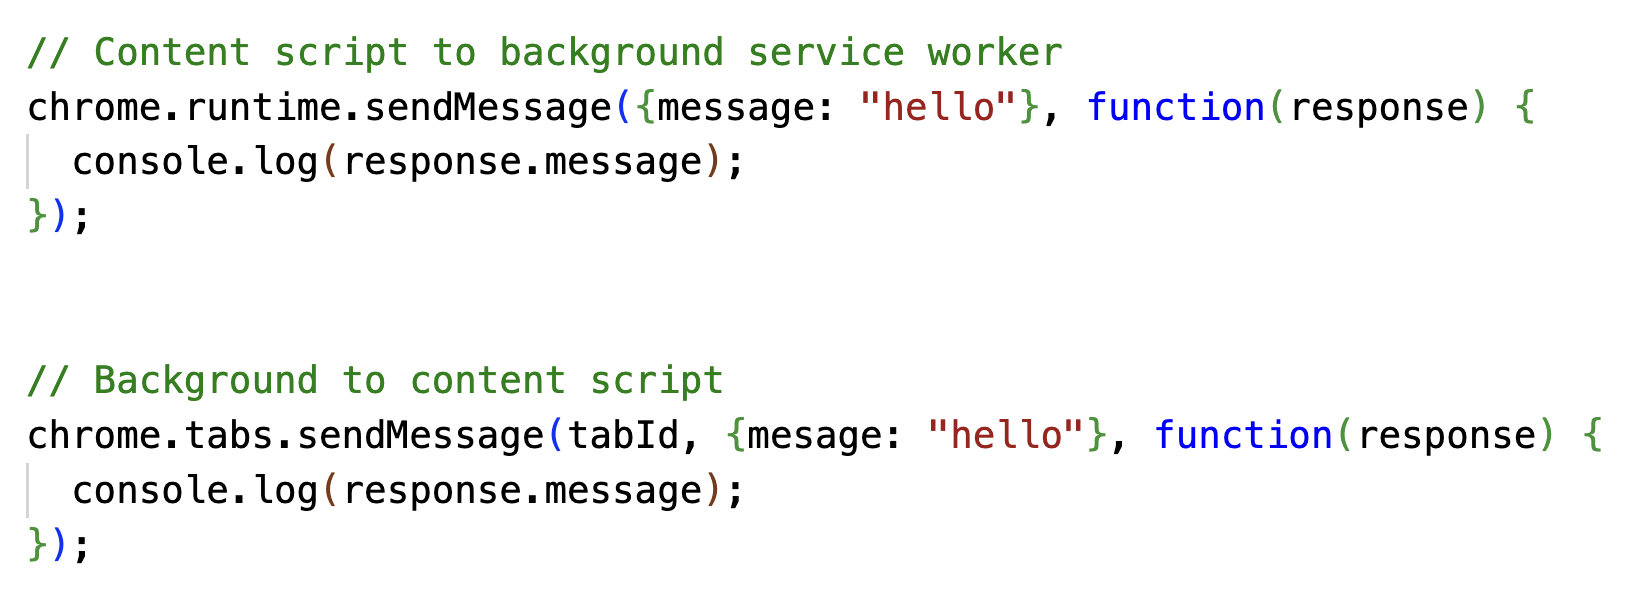 // Content script to background service worker
chrome.runtime.sendMessage({message: "hello"}, function(response) {
  console.log(response.message);
});
// Background to content script
chrome.tabs.sendMessage(tabId, {mesage: "hello"}, function(response) {
  console.log(response.message);
});